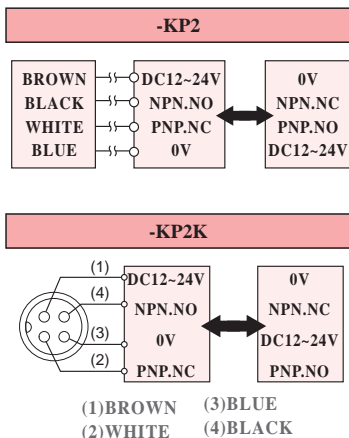 -KP2
BROWN DC12~24V 0V
BLACK NPN.NO NPN.NC
WHITE PNP.NC PNP.NO
BLUE 0V DC12~24V
-KP2K
(1) DC12~24V 0V
(4) NPN.NO NPN.NC
(3) 0V DC12~24V
(2) PNP.NC PNP.NO
(1)BROWN (3)BLUE
(2)WHITE (4)BLACK